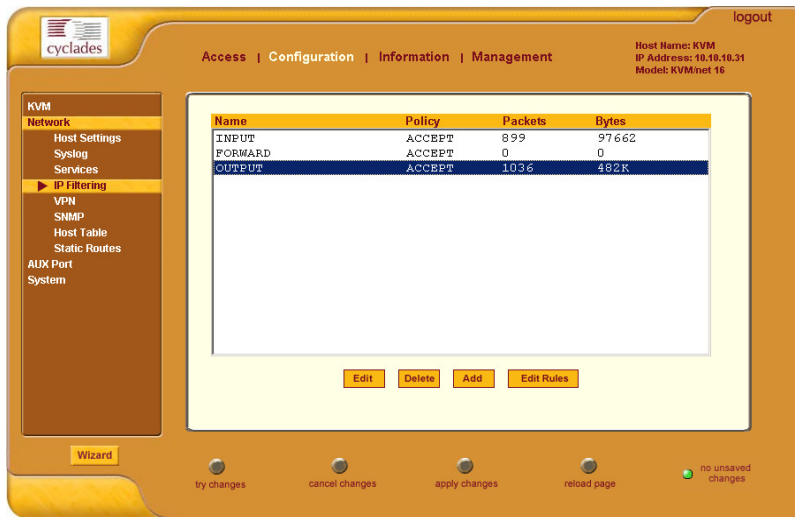 logout
cyclades
Access | Configuration | Information | Management
Host Name: KVM
IP Address: 10.10.10.31
Model: KVM/net 16
KVM
Network
Host Settings
Syslog
Services
IP Filtering
VPN
SNMP
Host Table
Static Routes
AUX Port
System
Name Policy Packets Bytes
INPUT ACCEPT 899 97662
FORWARD ACCEPT 0 0
OUTPUT ACCEPT 1036 482K
Edit Delete Add Edit Rules
Wizard
try changes cancel changes apply changes reload page no unsaved changes